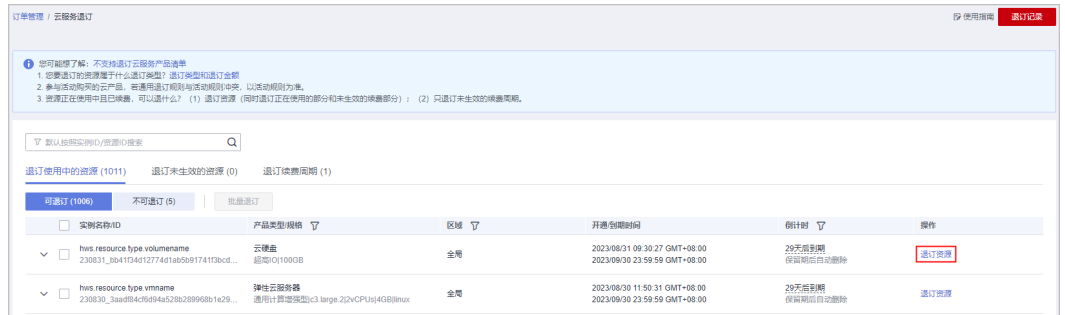 订单管理 / 云服务退订
使用指南
退订记录
您可能想了解：不支持退订云服务产品清单
1. 您要退订的资源属于什么退订类型？退订类型和退订金额
2. 参与活动购买的云产品，若通用退订规则与活动规则冲突，以活动规则为准。
3. 资源正在使用中且已续费，可以退什么？（1）退订资源（同时退订正在使用的部分和未生效的续费部分）；（2）只退订未生效的续费周期。
默认按照实例ID/资源ID搜索
退订使用中的资源 (1011) 退订未生效的资源 (0) 退订续费周期 (1)
可退订 (1006) 不可退订 (5) 批量退订
实例名称/ID 产品类型/规格 区域 开通/到期时间 倒计时 操作
hws.resource.type.volumename 云硬盘 全局 2023/08/31 09:30:27 GMT+08:00 29天后到期 退订资源
230831_bb41f34d12774d1ab5b91741f3bcd... 超高IO|100GB 2023/09/30 23:59:59 GMT+08:00 保留期后自动删除
hws.resource.type.vmname 弹性云服务器 全局 2023/08/30 11:50:31 GMT+08:00 29天后到期 退订资源
230830_3aadf84cf6d94a528b289968b1e29... 通用计算增强型|c3.large.2|2vCPUs|4GB|linux 2023/09/30 23:59:59 GMT+08:00 保留期后自动删除